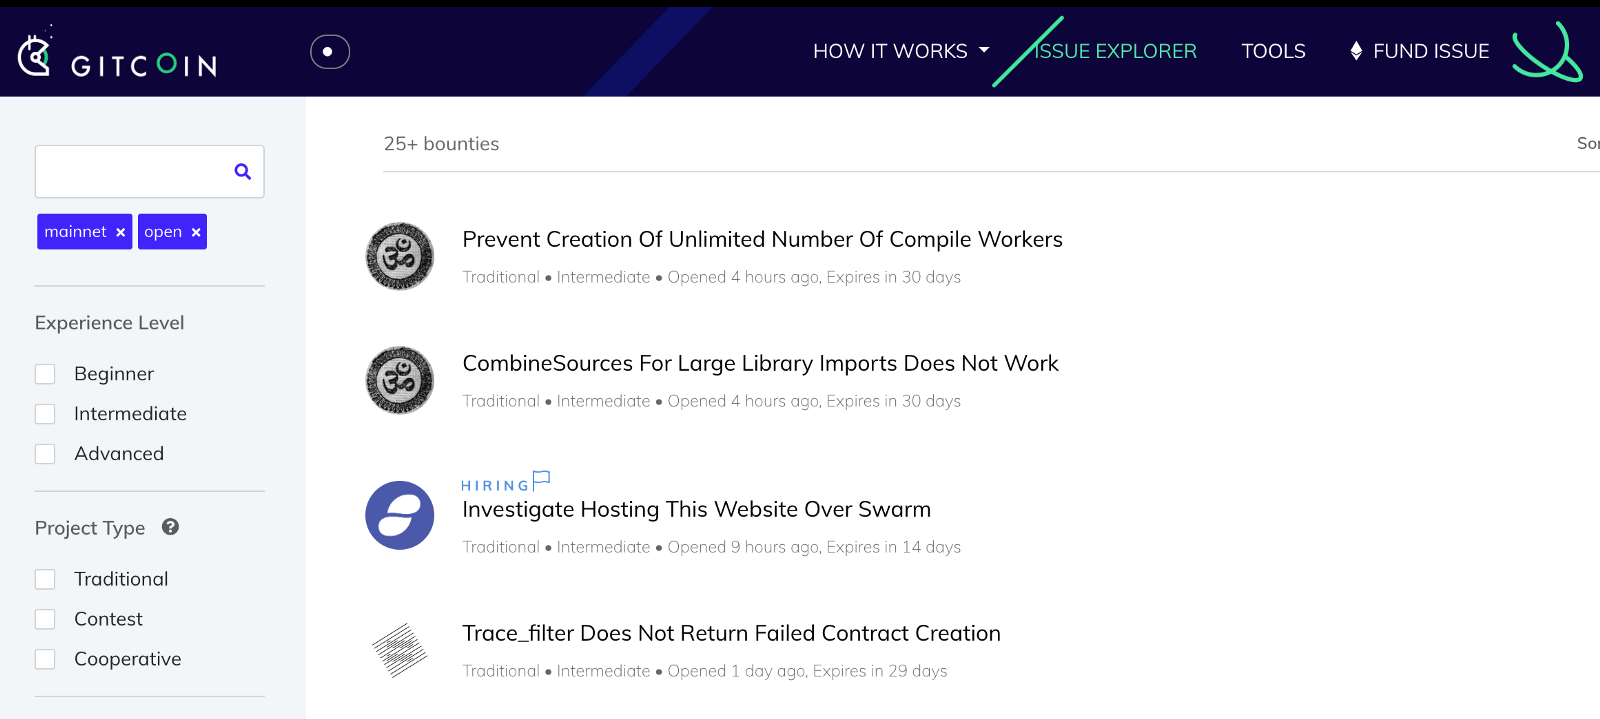 GITCOIN
HOW IT WORKS
ISSUE EXPLORER
TOOLS
FUND ISSUE
mainnet ×
open ×
Experience Level
Beginner
Intermediate
Advanced
Project Type ?
Traditional
Contest
Cooperative
25+ bounties
Prevent Creation Of Unlimited Number Of Compile Workers
Traditional • Intermediate • Opened 4 hours ago, Expires in 30 days
CombineSources For Large Library Imports Does Not Work
Traditional • Intermediate • Opened 4 hours ago, Expires in 30 days
HIRING
Investigate Hosting This Website Over Swarm
Traditional • Intermediate • Opened 9 hours ago, Expires in 14 days
Trace_filter Does Not Return Failed Contract Creation
Traditional • Intermediate • Opened 1 day ago, Expires in 29 days